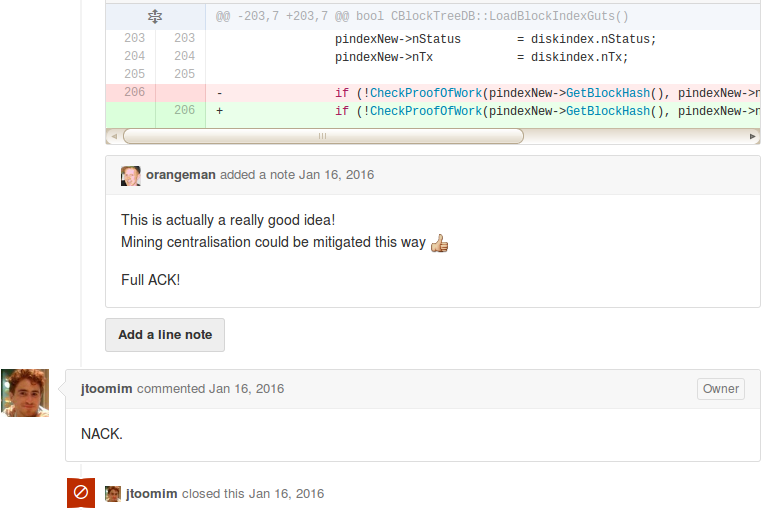 @@ -203,7 +203,7 @@ bool CBlockTreeDB::LoadBlockIndexGuts()
203 203 pindexNew->nStatus = diskindex.nStatus;
204 204 pindexNew->nTx = diskindex.nTx;
205 205
206 - if (!CheckProofOfWork(pindexNew->GetBlockHash(), pindexNew->n
206 + if (!CheckProofOfWork(pindexNew->GetBlockHash(), pindexNew->n
orangeman added a note Jan 16, 2016
This is actually a really good idea!
Mining centralisation could be mitigated this way 👍
Full ACK!
Add a line note
jtoomim commented Jan 16, 2016 Owner
NACK.
jtoomim closed this Jan 16, 2016